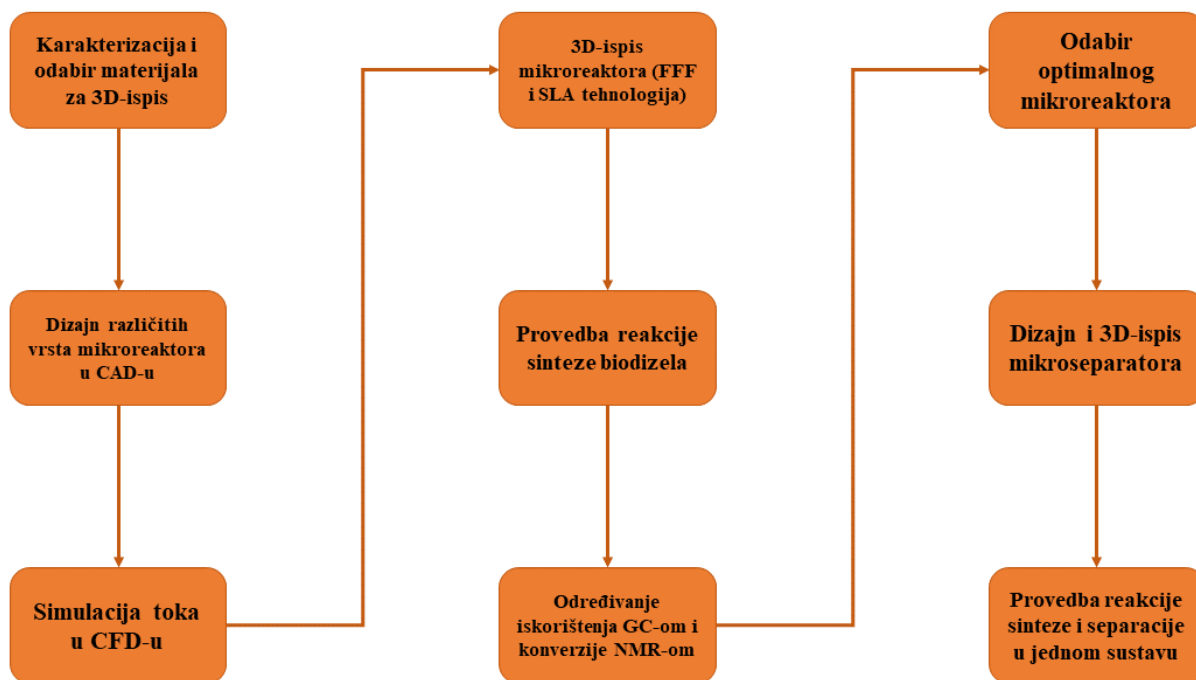 Karakterizacija i
odabir materijala
za 3D-ispis
Dizajn različitih
vrsta mikroreaktora
u CAD-u
Simulacija toka
u CFD-u
3D-ispis
mikroreaktora (FFF
i SLA tehnologija)
Provedba reakcije
sinteze biodizela
Određivanje
iskorištenja GC-om i
konverzije NMR-om
Odabir
optimalnog
mikroreaktora
Dizajn i 3D-ispis
mikroseparatora
Provedba reakcije
sinteze i separacije
u jednom sustavu